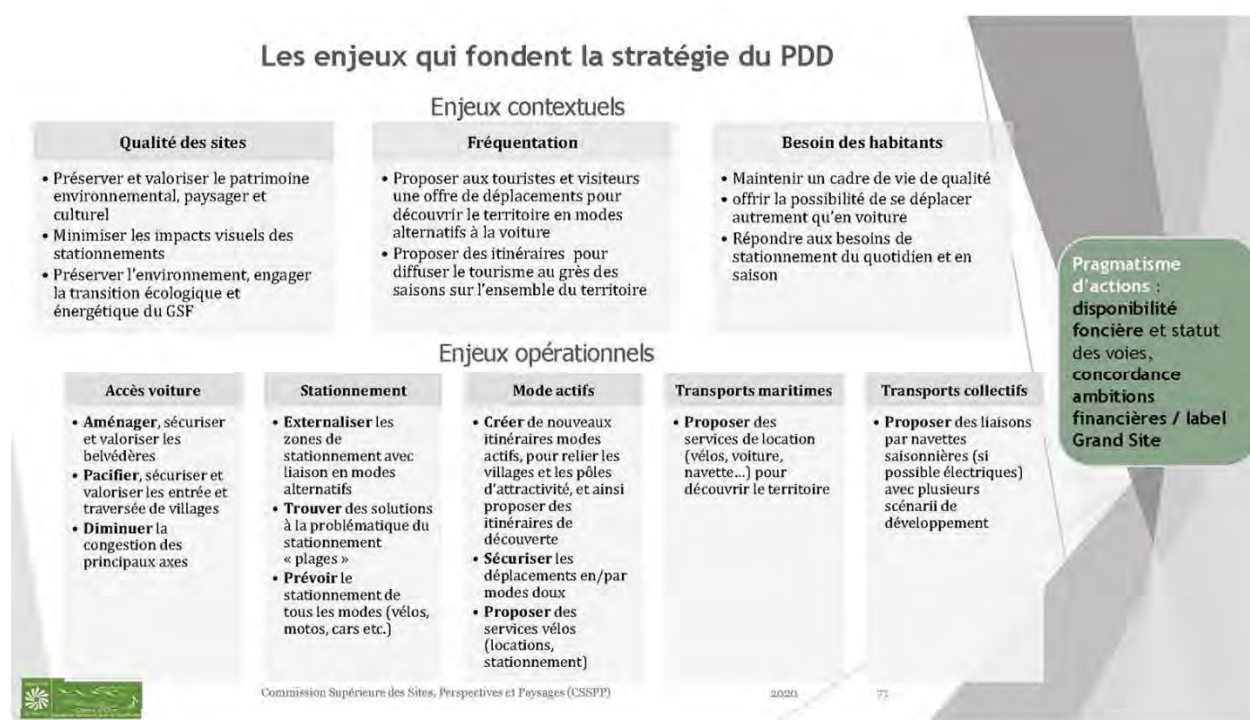 Les enjeux qui fondent la stratégie du PDD
Enjeux contextuels
Qualité des sites
• Préserver et valoriser le patrimoine
environnemental, paysager et
culturel
• Minimiser les impacts visuels des
stationnements
• Préserver l'environnement, engager
la transition écologique et
énergétique du GSF
Fréquentation
• Proposer aux touristes et visiteurs
une offre de déplacements pour
découvrir le territoire en modes
alternatifs à la voiture
• Proposer des itinéraires pour
diffuser le tourisme au grès des
saisons sur l'ensemble du territoire
Besoin des habitants
• Maintenir un cadre de vie de qualité
• offrir la possibilité de se déplacer
autrement qu'en voiture
• Répondre aux besoins de
stationnement du quotidien et en
saison
Enjeux opérationnels
Accès voiture
• Aménager, sécuriser
et valoriser les
belvédères
• Pacifier, sécuriser et
valoriser les entrée et
traversée de villages
• Diminuer la
congestion des
principaux axes
Stationnement
• Externaliser les
zones de
stationnement avec
liaison en modes
alternatifs
• Trouver des solutions
à la problématique du
stationnement
« plages »
• Prévoir le
stationnement de
tous les modes (vélos,
motos, cars etc.)
Mode actifs
• Créer de nouveaux
itinéraires modes
actifs, pour relier les
villages et les pôles
d'attractivité, et ainsi
proposer des
itinéraires de
découverte
• Sécuriser les
déplacements en/par
modes doux
• Proposer des
services vélos
(locations,
stationnement)
Transports maritimes
• Proposer des
services de location
(vélos, voiture,
navette...) pour
découvrir le territoire
Transports collectifs
• Proposer des liaisons
par navettes
saisonnières (si
possible électriques)
avec plusieurs
scénarii de
développement
Pragmatisme
d'actions :
disponibilité
foncière et statut
des voies,
concordance
ambitions
financières / label
Grand Site
Commission Supérieure des Sites, Perspectives et Paysages (CSSPP)
2020
77